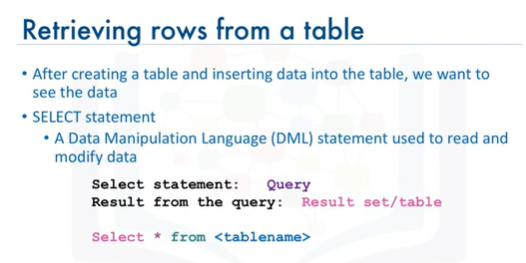 Retrieving rows from a table
• After creating a table and inserting data into the table, we want to
see the data
• SELECT statement
• A Data Manipulation Language (DML) statement used to read and
modify data
Select statement: Query
Result from the query: Result set/table
Select * from <tablename>